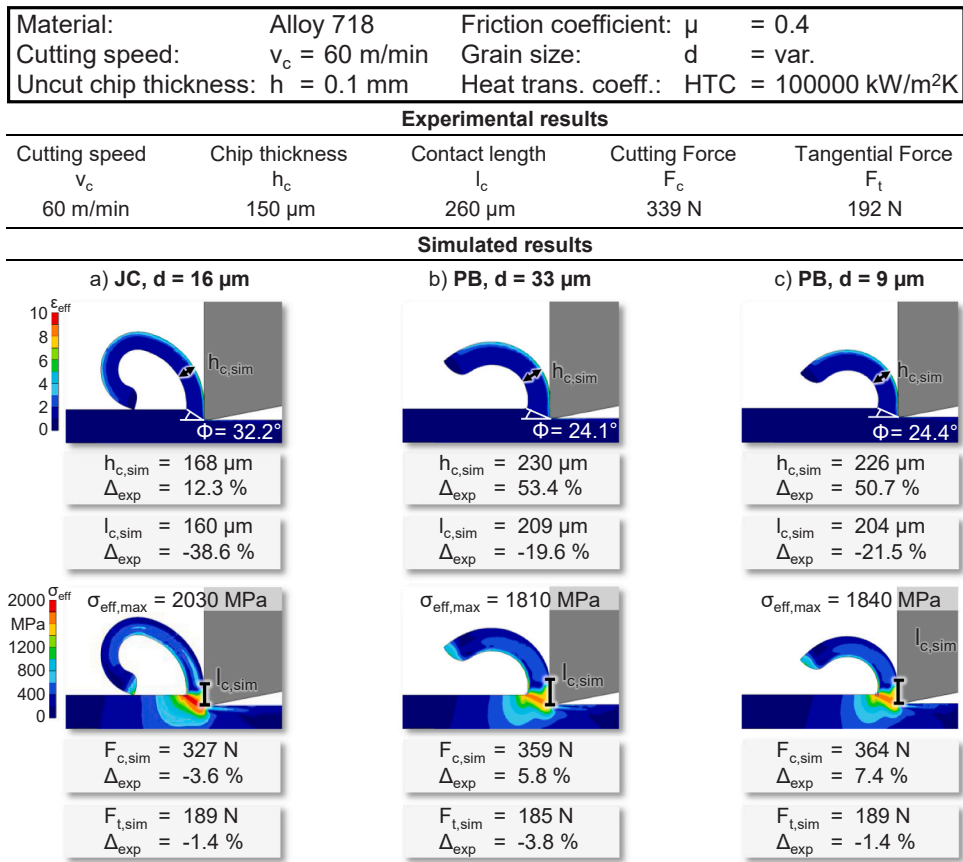 Material: Alloy 718 Friction coefficient: μ = 0.4
Cutting speed: v_c = 60 m/min Grain size: d = var.
Uncut chip thickness: h = 0.1 mm Heat trans. coeff.: HTC = 100000 kW/m²K
Experimental results
Cutting speed Chip thickness Contact length Cutting Force Tangential Force
v_c h_c l_c F_c F_t
60 m/min 150 μm 260 μm 339 N 192 N
Simulated results
a) JC, d = 16 μm b) PB, d = 33 μm c) PB, d = 9 μm
10 ε_eff
8
6
4
2
0
h_c,sim h_c,sim h_c,sim
Φ= 32.2° Φ= 24.1° Φ= 24.4°
h_c,sim = 168 μm h_c,sim = 230 μm h_c,sim = 226 μm
Δ_exp = 12.3 % Δ_exp = 53.4 % Δ_exp = 50.7 %
l_c,sim = 160 μm l_c,sim = 209 μm l_c,sim = 204 μm
Δ_exp = -38.6 % Δ_exp = -19.6 % Δ_exp = -21.5 %
σ_eff
2000 σ_eff,max = 2030 MPa σ_eff,max = 1810 MPa σ_eff,max = 1840 MPa
MPa
1200
800
400
0
l_c,sim l_c,sim l_c,sim
F_c,sim = 327 N F_c,sim = 359 N F_c,sim = 364 N
Δ_exp = -3.6 % Δ_exp = 5.8 % Δ_exp = 7.4 %
F_t,sim = 189 N F_t,sim = 185 N F_t,sim = 189 N
Δ_exp = -1.4 % Δ_exp = -3.8 % Δ_exp = -1.4 %